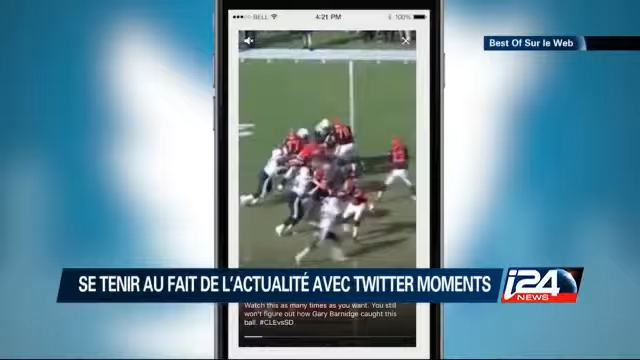 BELL
4:21 PM
100%
Best Of Sur le Web
SE TENIR AU FAIT DE L'ACTUALITÉ AVEC TWITTER MOMENTS
i24
NEWS
Watch this as many times as you want. You still
won't figure out how Gary Barnidge caught this
ball. #CLEvsSD